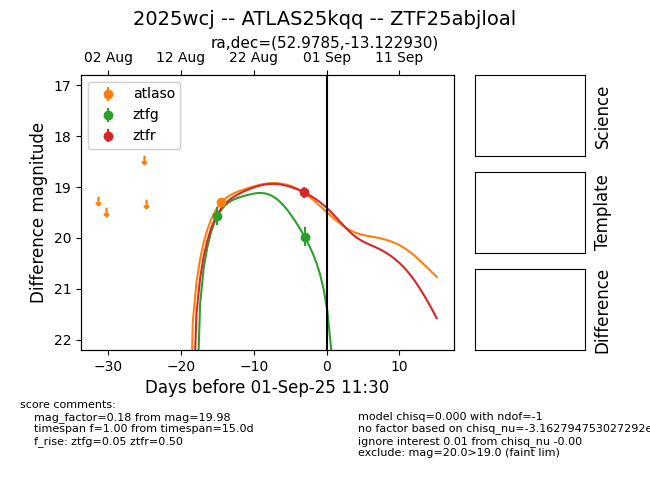 2025wcj -- ATLAS25kqq -- ZTF25abjloal
ra,dec=(52.9785,-13.122930)
02 Aug 12 Aug 22 Aug 01 Sep 11 Sep
atlaso
ztfg
ztfr
17
18
19
20
21
22
Difference magnitude
−30 −20 −10 0 10
Days before 01-Sep-25 11:30
Science
Template
Difference
score comments:
mag_factor=0.18 from mag=19.98
timespan f=1.00 from timespan=15.0d
f_rise: ztfg=0.05 ztfr=0.50
model chisq=0.000 with ndof=-1
no factor based on chisq_nu=-3.162794753027292e
ignore interest 0.01 from chisq_nu -0.00
exclude: mag=20.0>19.0 (faint lim)